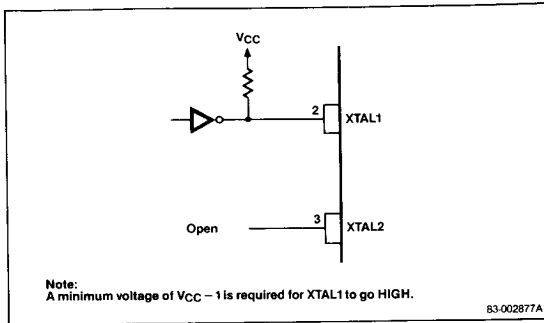 VCC
2
XTAL1
3
Open
XTAL2
Note:
A minimum voltage of VCC – 1 is required for XTAL1 to go HIGH.
83-002877A